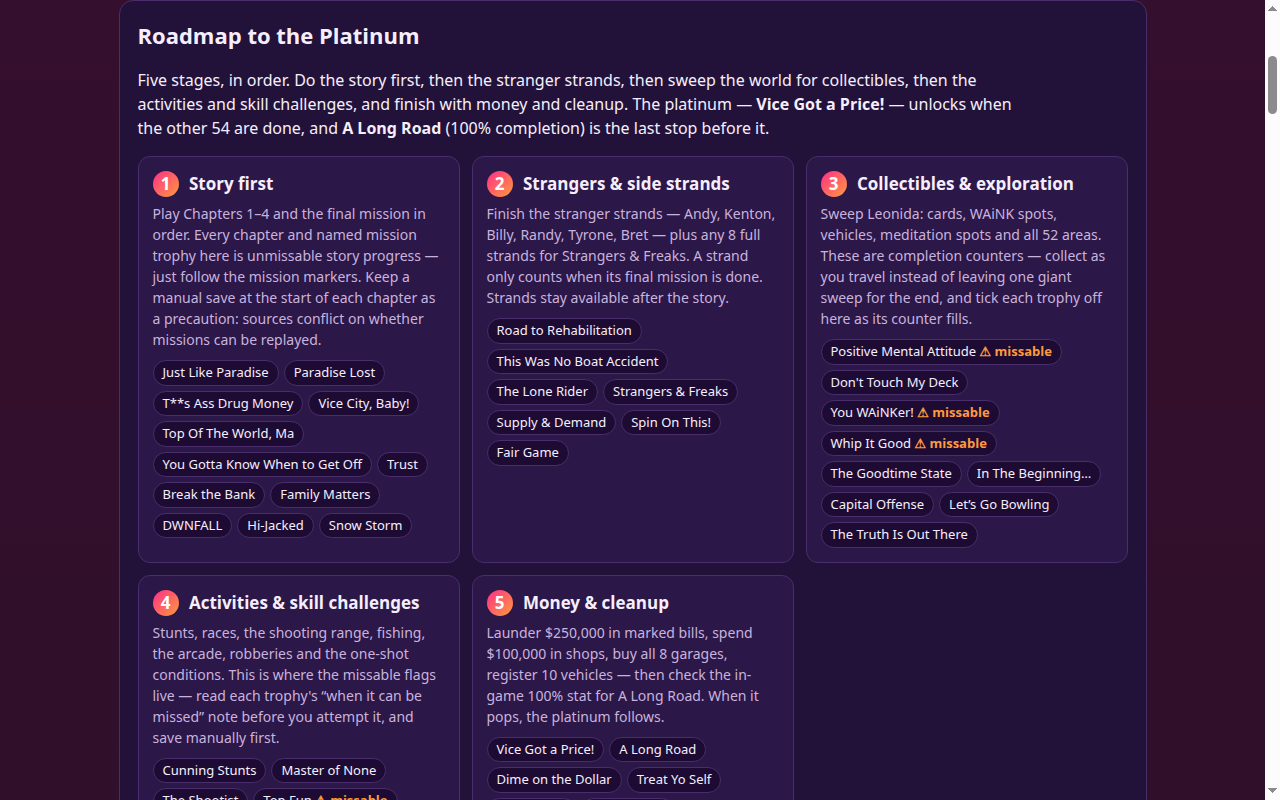 Roadmap to the Platinum
Five stages, in order. Do the story first, then the stranger strands, then sweep the world for collectibles, then the
activities and skill challenges, and finish with money and cleanup. The platinum — Vice Got a Price! — unlocks when
the other 54 are done, and A Long Road (100% completion) is the last stop before it.
1 Story first
Play Chapters 1–4 and the final mission in
order. Every chapter and named mission
trophy here is unmissable story progress —
just follow the mission markers. Keep a
manual save at the start of each chapter as
a precaution: sources conflict on whether
missions can be replayed.
Just Like Paradise Paradise Lost
T**s Ass Drug Money Vice City, Baby!
Top Of The World, Ma
You Gotta Know When to Get Off Trust
Break the Bank Family Matters
DWNFALL Hi-Jacked Snow Storm
2 Strangers & side strands
Finish the stranger strands — Andy, Kenton,
Billy, Randy, Tyrone, Bret — plus any 8 full
strands for Strangers & Freaks. A strand
only counts when its final mission is done.
Strands stay available after the story.
Road to Rehabilitation
This Was No Boat Accident
The Lone Rider Strangers & Freaks
Supply & Demand Spin On This!
Fair Game
3 Collectibles & exploration
Sweep Leonida: cards, WAiNK spots,
vehicles, meditation spots and all 52 areas.
These are completion counters — collect as
you travel instead of leaving one giant
sweep for the end, and tick each trophy off
here as its counter fills.
Positive Mental Attitude ⚠ missable
Don't Touch My Deck
You WAiNKer! ⚠ missable
Whip It Good ⚠ missable
The Goodtime State In The Beginning...
Capital Offense Let's Go Bowling
The Truth Is Out There
4 Activities & skill challenges
Stunts, races, the shooting range, fishing,
the arcade, robberies and the one-shot
conditions. This is where the missable flags
live — read each trophy's “when it can be
missed” note before you attempt it, and
save manually first.
Cunning Stunts Master of None
The Shootist Top Fun ⚠ missable
5 Money & cleanup
Launder $250,000 in marked bills, spend
$100,000 in shops, buy all 8 garages,
register 10 vehicles — then check the in-
game 100% stat for A Long Road. When it
pops, the platinum follows.
Vice Got a Price! A Long Road
Dime on the Dollar Treat Yo Self